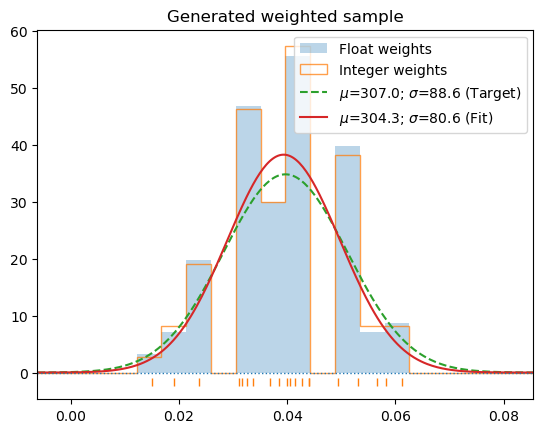 Generated weighted sample
60
50
40
30
20
10
0
Float weights
Integer weights
μ=307.0; σ=88.6 (Target)
μ=304.3; σ=80.6 (Fit)
0.00 0.02 0.04 0.06 0.08